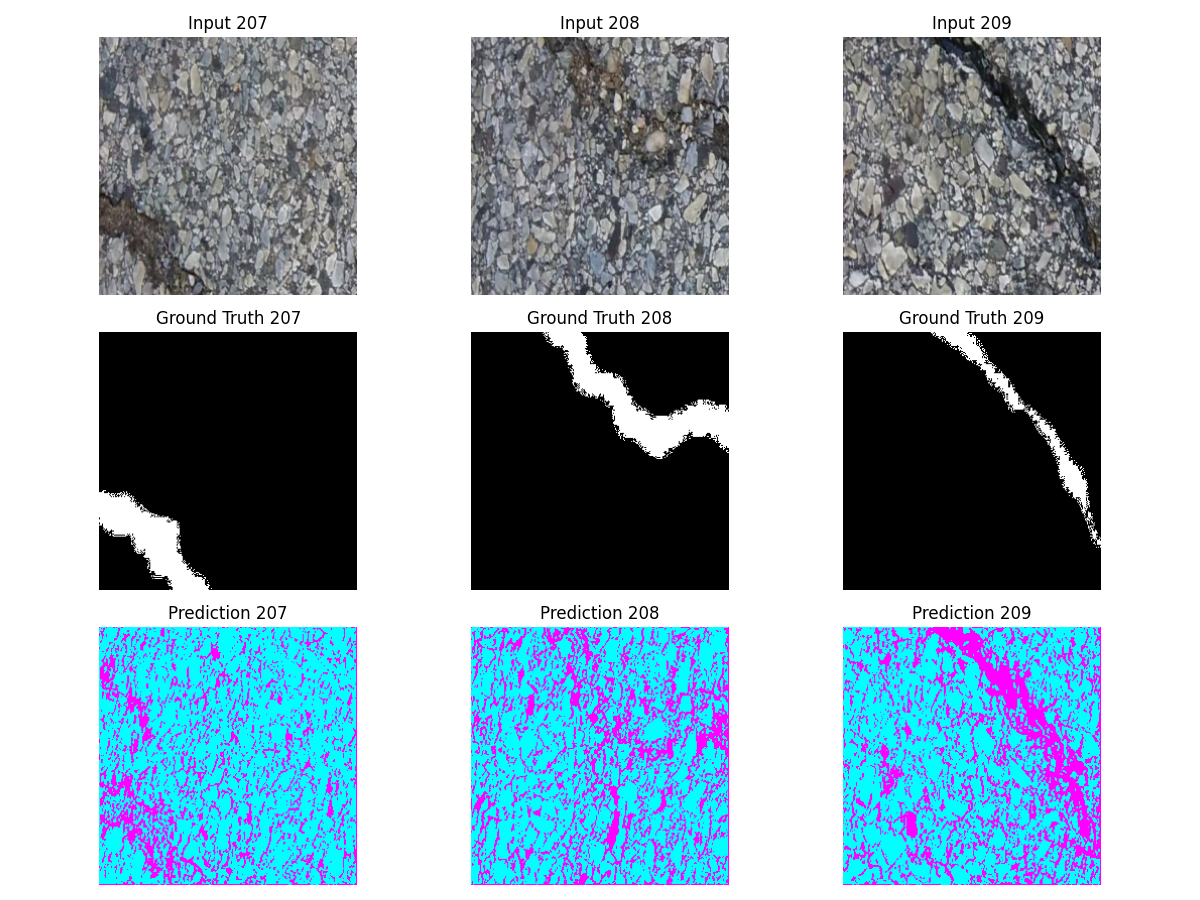 Input 207
Input 208
Input 209
Ground Truth 207
Ground Truth 208
Ground Truth 209
Prediction 207
Prediction 208
Prediction 209